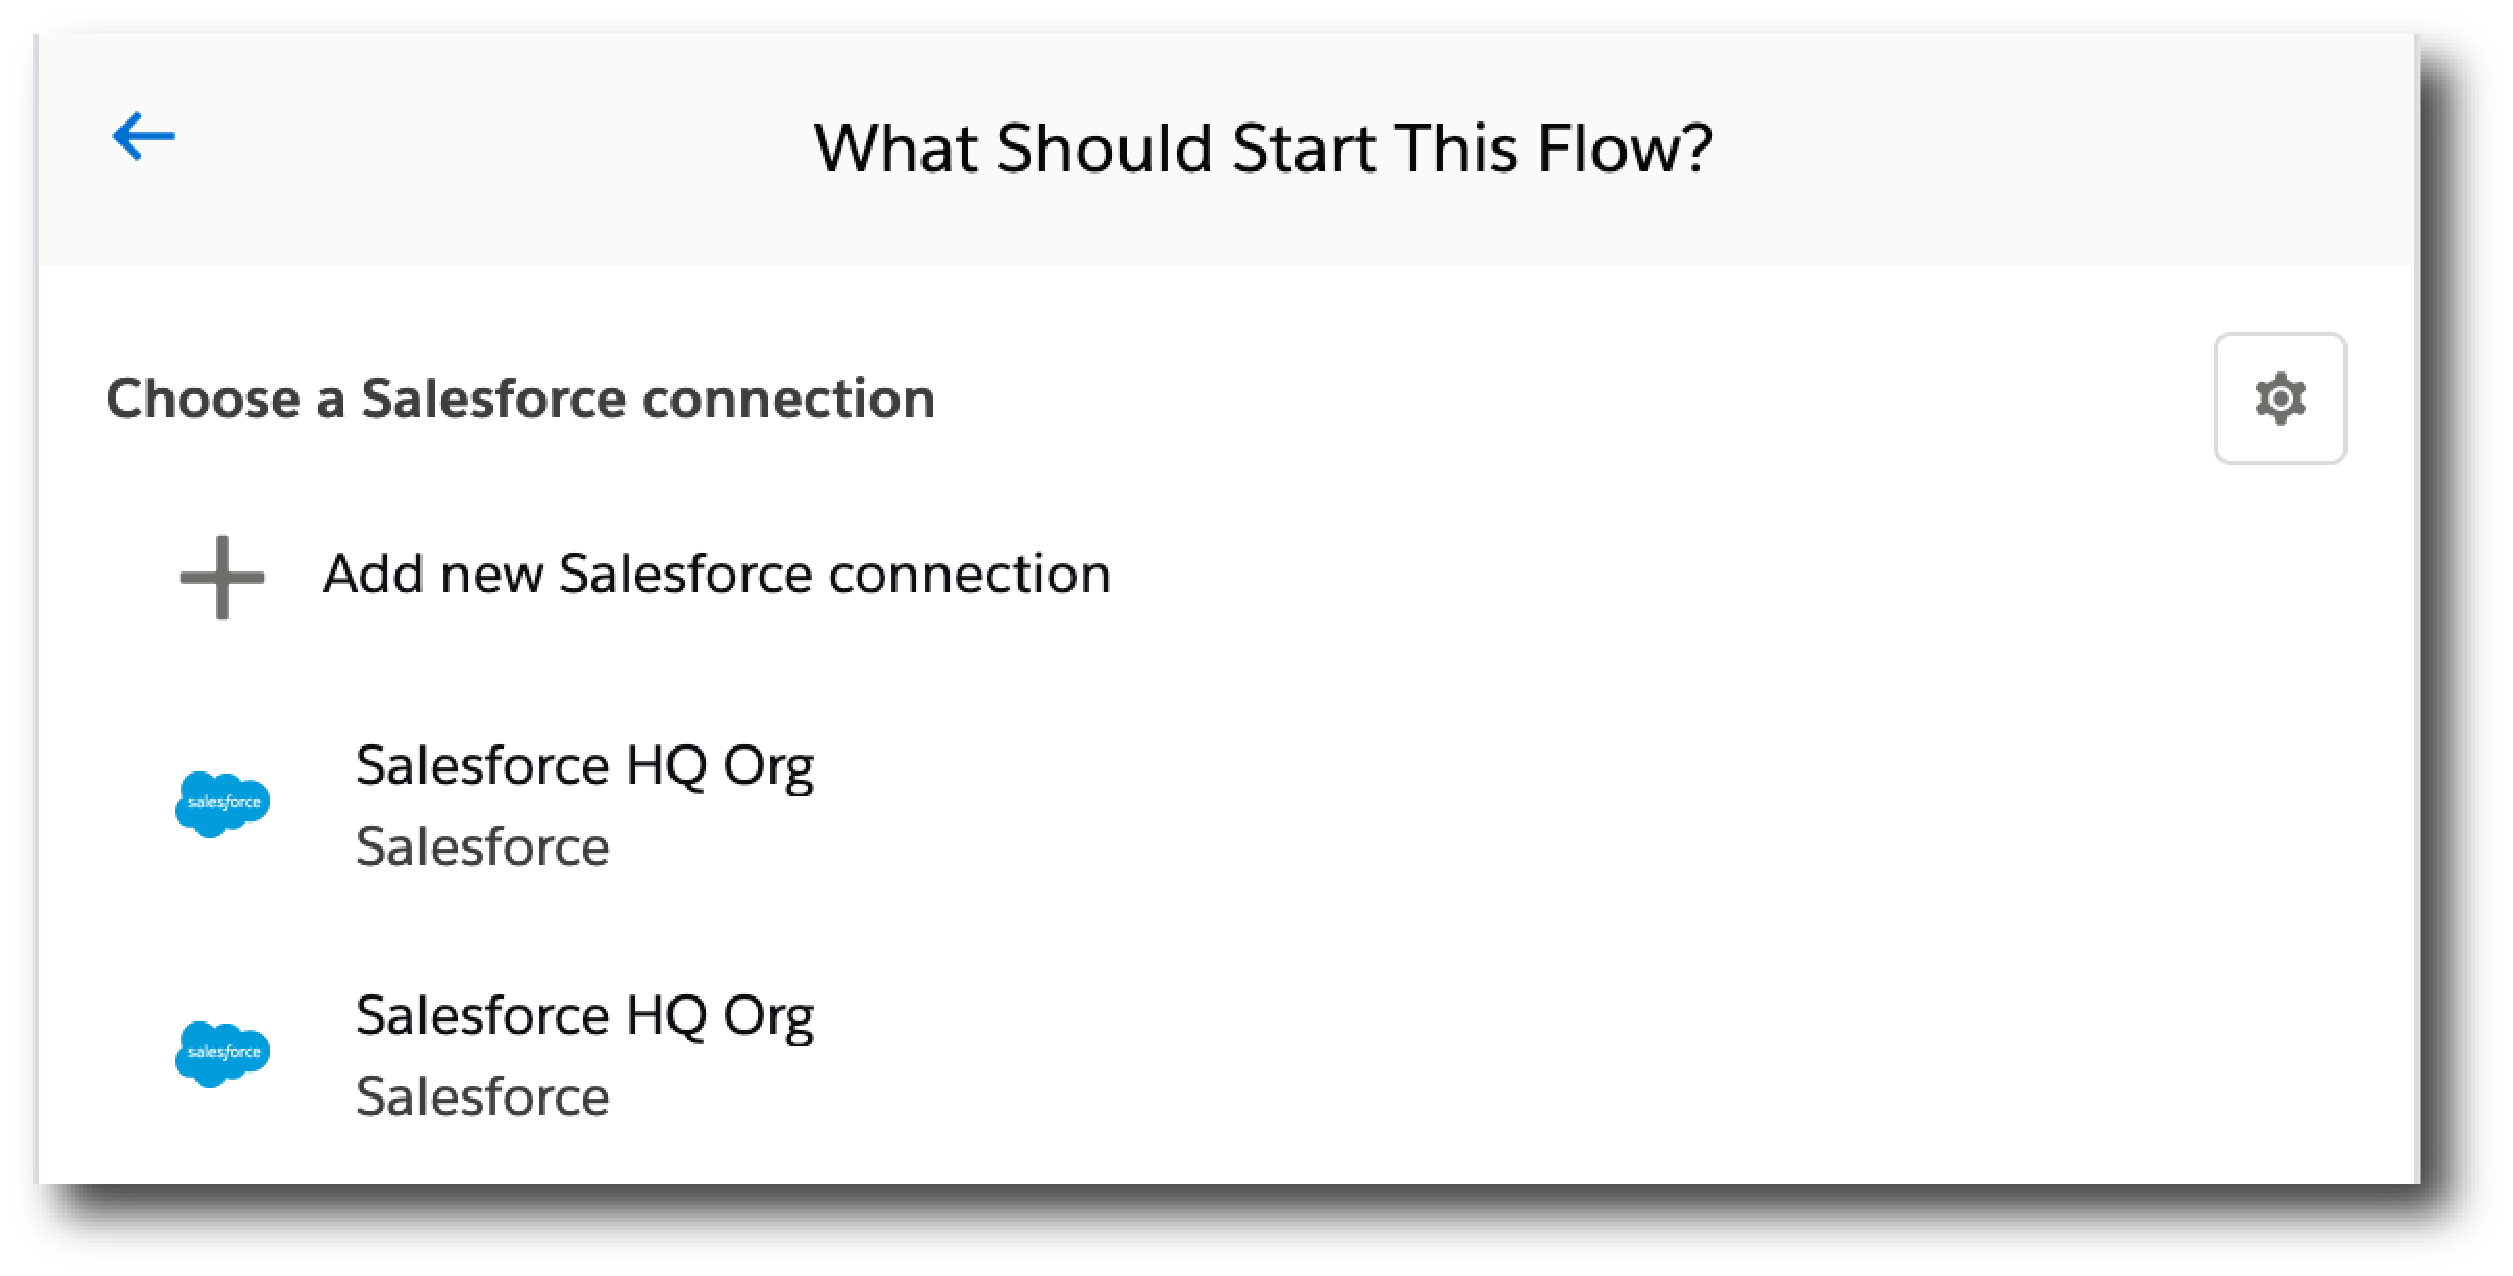 What Should Start This Flow?
Choose a Salesforce connection
Add new Salesforce connection
Salesforce HQ Org
salesforce
Salesforce
Salesforce HQ Org
salesforce
Salesforce